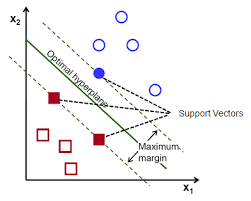 x2
Optimal hyperplane
Support Vectors
Maximum
margin
x1